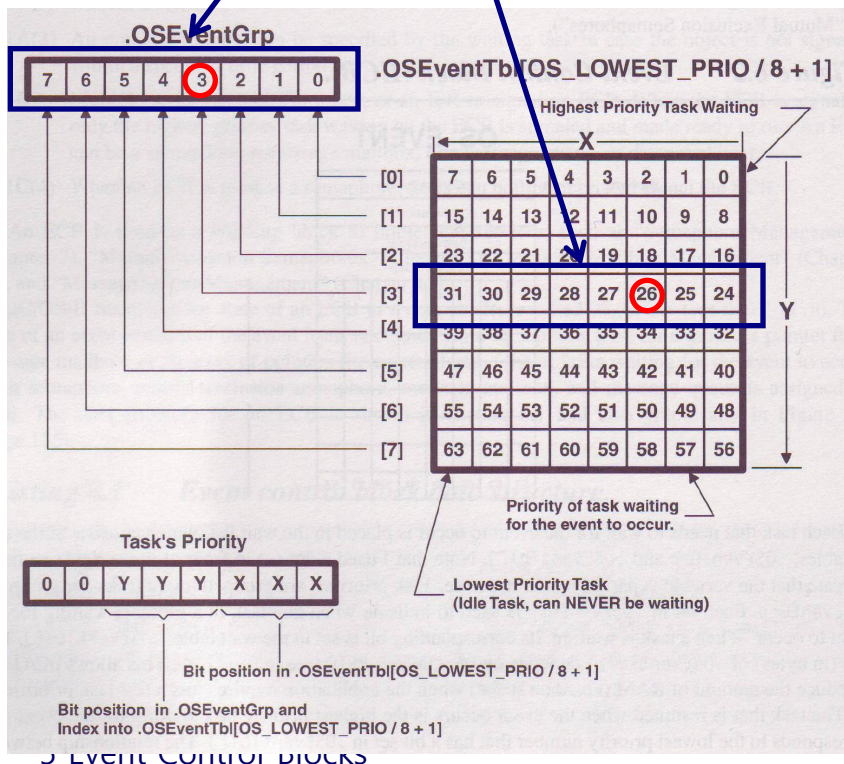 .OSEventGrp
7 6 5 4 3 2 1 0
.OSEventTbl[OS_LOWEST_PRIO / 8 + 1]
Highest Priority Task Waiting
X
[0] 7 6 5 4 3 2 1 0
[1] 15 14 13 12 11 10 9 8
[2] 23 22 21 20 19 18 17 16
[3] 31 30 29 28 27 26 25 24
Y
[4] 39 38 37 36 35 34 33 32
[5] 47 46 45 44 43 42 41 40
[6] 55 54 53 52 51 50 49 48
[7] 63 62 61 60 59 58 57 56
Priority of task waiting
for the event to occur.
Task's Priority
0 0 Y Y Y X X X
Lowest Priority Task
(Idle Task, can NEVER be waiting)
Bit position in .OSEventTbl[OS_LOWEST_PRIO / 8 + 1]
Bit position in .OSEventGrp and
Index into .OSEventTbl[OS_LOWEST_PRIO / 8 + 1]
5 Event Control Blocks